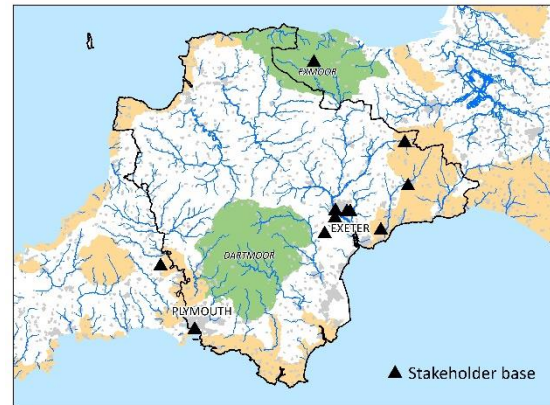 EXMOOR
EXETER
DARTMOOR
PLYMOUTH
Stakeholder base